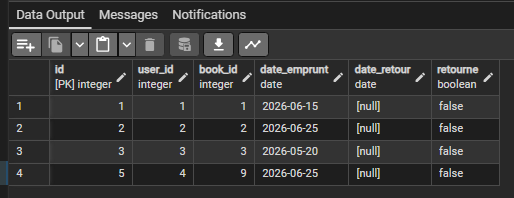 Data Output Messages Notifications
id user_id book_id date_emprunt date_retour retourne
[PK] integer integer integer date date boolean
1 1 1 1 2026-06-15 [null] false
2 2 2 2 2026-06-25 [null] false
3 3 3 3 2026-05-20 [null] false
4 5 4 9 2026-06-25 [null] false